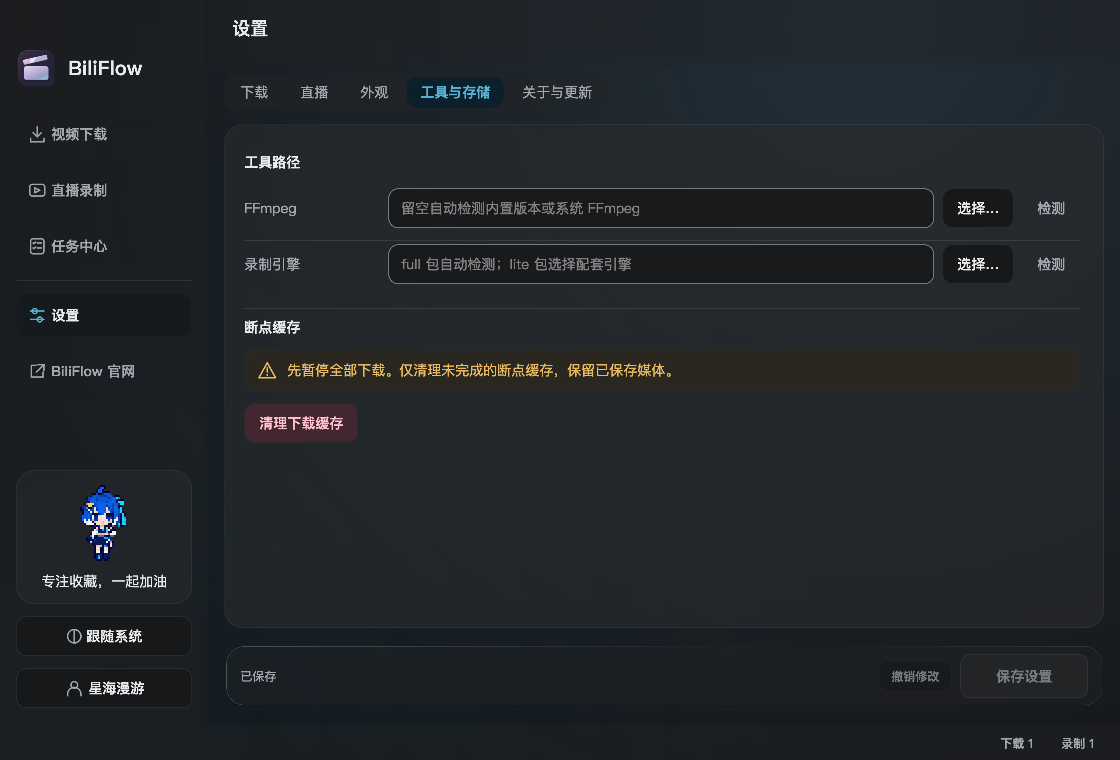 设置
BiliFlow
下载
直播
外观
工具与存储
关于与更新
视频下载
直播录制
任务中心
设置
BiliFlow 官网
专注收藏，一起加油
跟随系统
星海漫游
工具路径
FFmpeg
留空自动检测内置版本或系统 FFmpeg
选择...
检测
录制引擎
full 包自动检测；lite 包选择配套引擎
选择...
检测
断点缓存
先暂停全部下载。仅清理未完成的断点缓存，保留已保存媒体。
清理下载缓存
已保存
撤销修改
保存设置
下载 1
录制 1